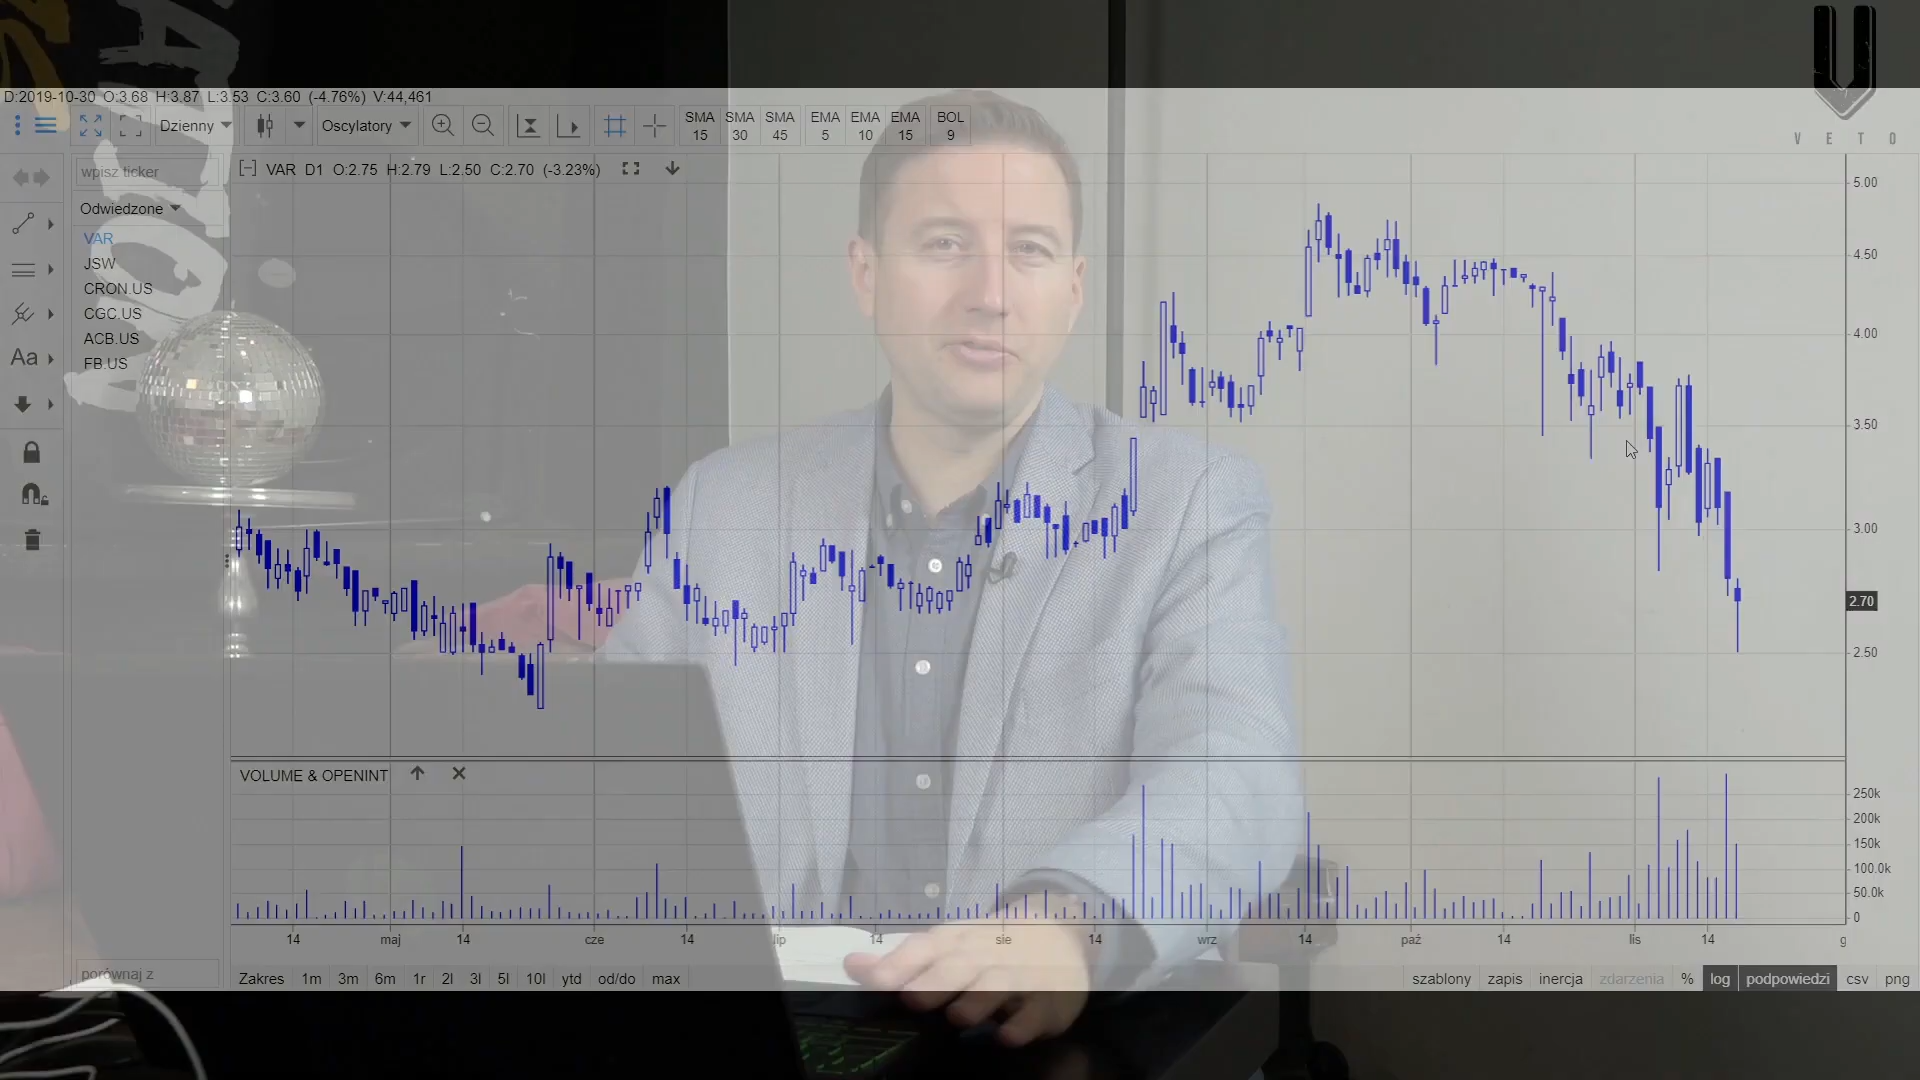 D:2019-10-30 O:3.68 H:3.87 L:3.53 C:3.60 (-4.76%) V:44,461
Dzienny
Oscylatory
SMA 15
SMA 30
SMA 45
EMA 5
EMA 10
EMA 15
BOL 9
VETO
wpisz ticker
VAR D1 O:2.75 H:2.79 L:2.50 C:2.70 (-3.23%)
Odwiedzone
VAR
JSW
CRON.US
CGC.US
ACB.US
FB.US
Aa
5.00
4.50
4.00
3.50
3.00
2.70
2.50
VOLUME & OPENINT
250k
200k
150k
100.0k
50.0k
0
14 maj 14 cze 14 lip 14 sie 14 wrz 14 paź 14 lis 14 g
porównaj z
Zakres 1m 3m 6m 1r 2l 3l 5l 10l ytd od/do max
szablony zapis inercja zdarzenia % log podpowiedzi csv png